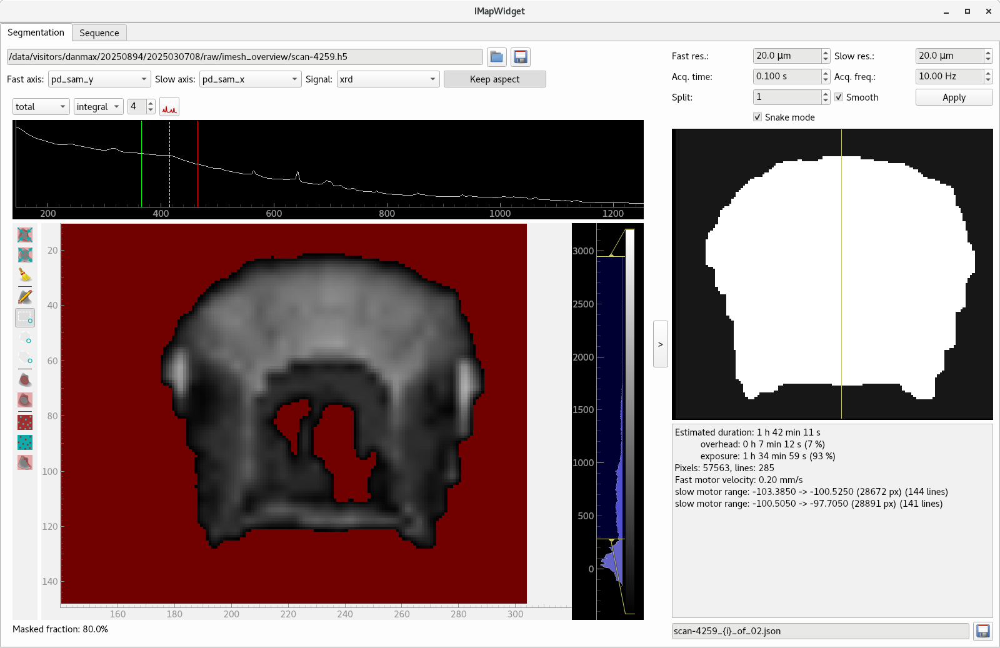 IMapWidget
Segmentation Sequence
/data/visitors/danmax/20250894/2025030708/raw/imesh_overview/scan-4259.h5
Fast axis: pd_sam_y Slow axis: pd_sam_x Signal: xrd Keep aspect
total integral 4
200 400 600 800 1000 1200
20
40
60
80
100
120
140
160 180 200 220 240 260 280 300
3000
2500
2000
1500
1000
500
0
Masked fraction: 80.0%
>
Fast res.: 20.0 µm Slow res.: 20.0 µm
Acq. time: 0.100 s Acq. freq.: 10.00 Hz
Split: 1 Smooth Apply
Snake mode
Estimated duration: 1 h 42 min 11 s
overhead: 0 h 7 min 12 s (7 %)
exposure: 1 h 34 min 59 s (93 %)
Pixels: 57563, lines: 285
Fast motor velocity: 0.20 mm/s
slow motor range: -103.3850 -> -100.5250 (28672 px) (144 lines)
slow motor range: -100.5050 -> -97.7050 (28891 px) (141 lines)
scan-4259_{i}_of_02.json